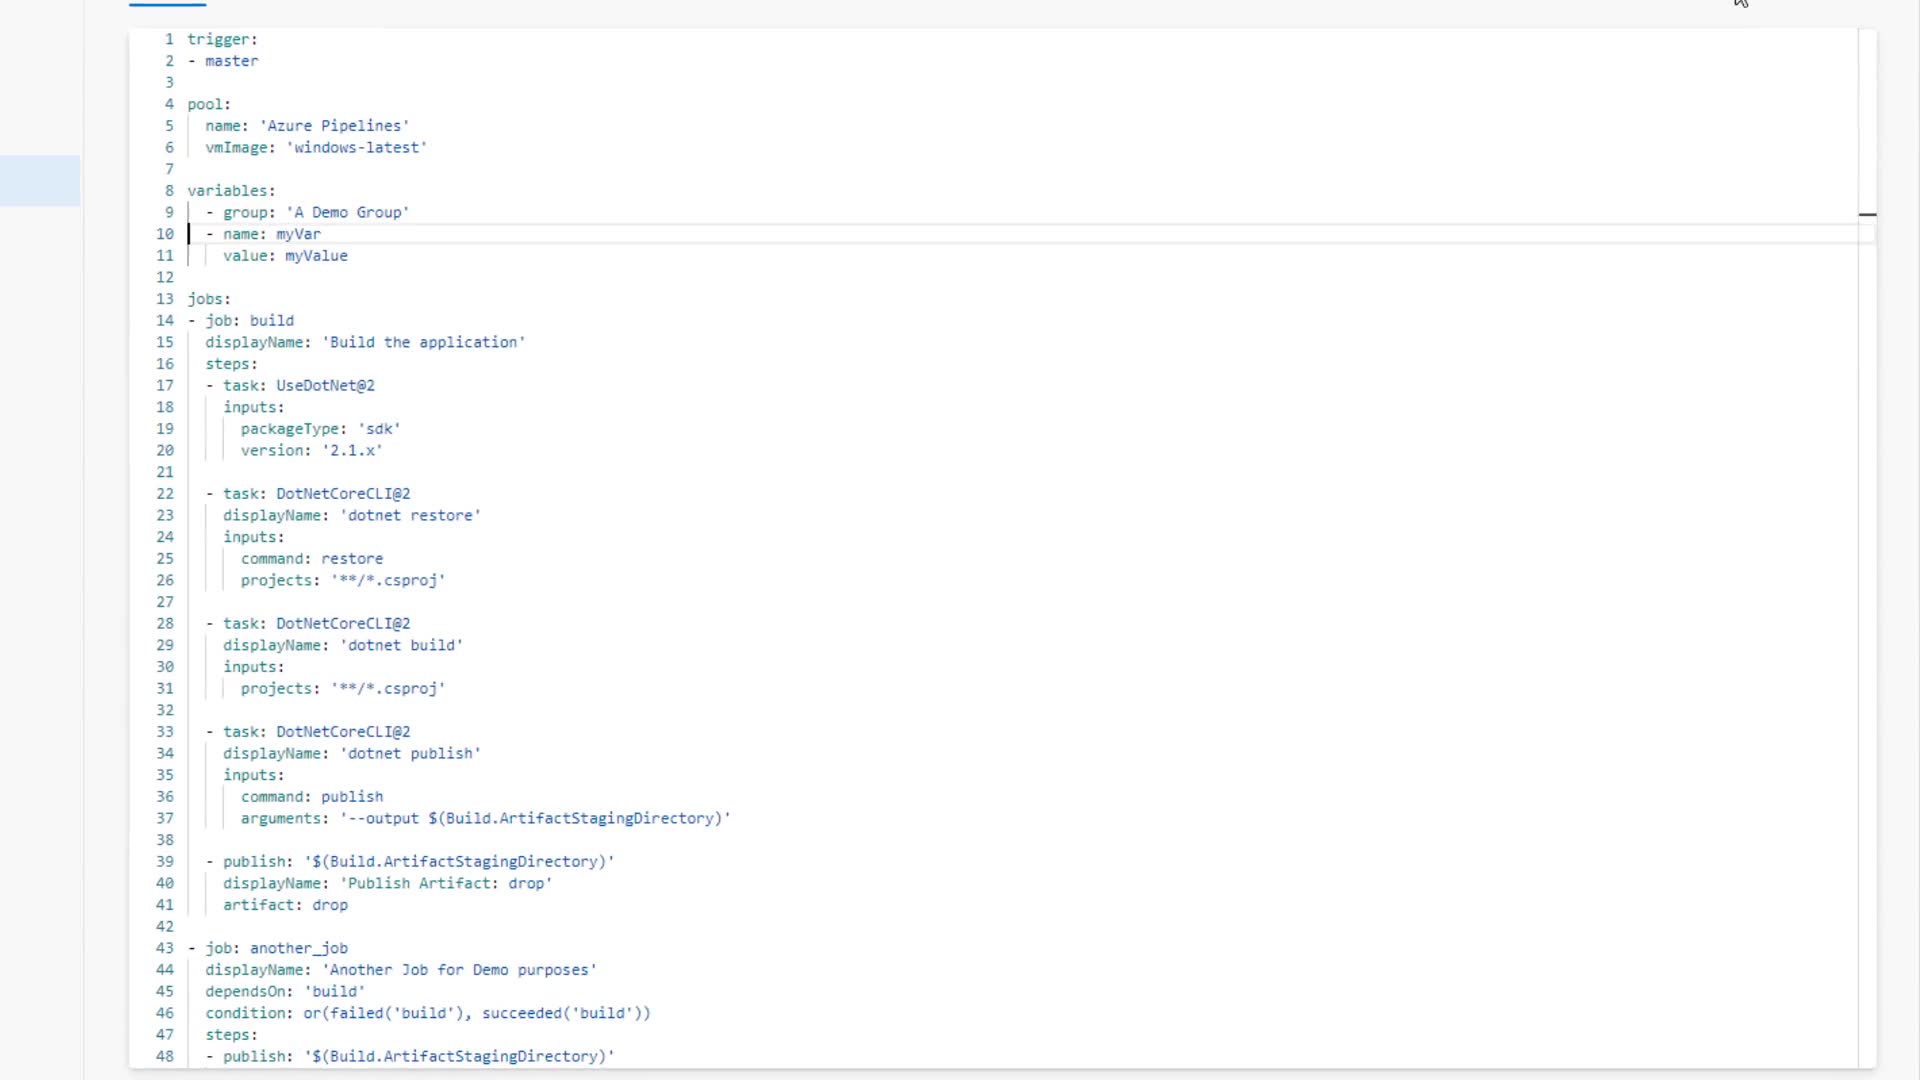 1 trigger:
2 - master
3
4 pool:
5   name: 'Azure Pipelines'
6   vmImage: 'windows-latest'
7
8 variables:
9   - group: 'A Demo Group'
10   - name: myVar
11     value: myValue
12
13 jobs:
14 - job: build
15   displayName: 'Build the application'
16   steps:
17   - task: UseDotNet@2
18     inputs:
19       packageType: 'sdk'
20       version: '2.1.x'
21
22   - task: DotNetCoreCLI@2
23     displayName: 'dotnet restore'
24     inputs:
25       command: restore
26       projects: '**/*.csproj'
27
28   - task: DotNetCoreCLI@2
29     displayName: 'dotnet build'
30     inputs:
31       projects: '**/*.csproj'
32
33   - task: DotNetCoreCLI@2
34     displayName: 'dotnet publish'
35     inputs:
36       command: publish
37       arguments: '--output $(Build.ArtifactStagingDirectory)'
38
39   - publish: '$(Build.ArtifactStagingDirectory)'
40     displayName: 'Publish Artifact: drop'
41     artifact: drop
42
43 - job: another_job
44   displayName: 'Another Job for Demo purposes'
45   dependsOn: 'build'
46   condition: or(failed('build'), succeeded('build'))
47   steps:
48   - publish: '$(Build.ArtifactStagingDirectory)'